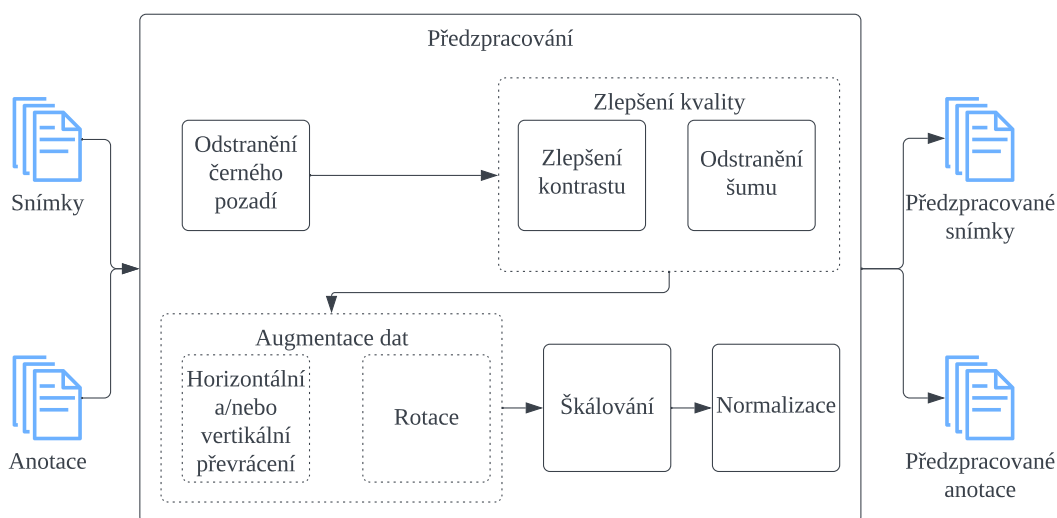 Předzpracování
Snímky
Anotace
Odstranění
černého
pozadí
Zlepšení kvality
Zlepšení
kontrastu
Odstranění
šumu
Augmentace dat
Horizontální
a/nebo
vertikální
převrácení
Rotace
Škálování
Normalizace
Předzpracované
snímky
Předzpracované
anotace